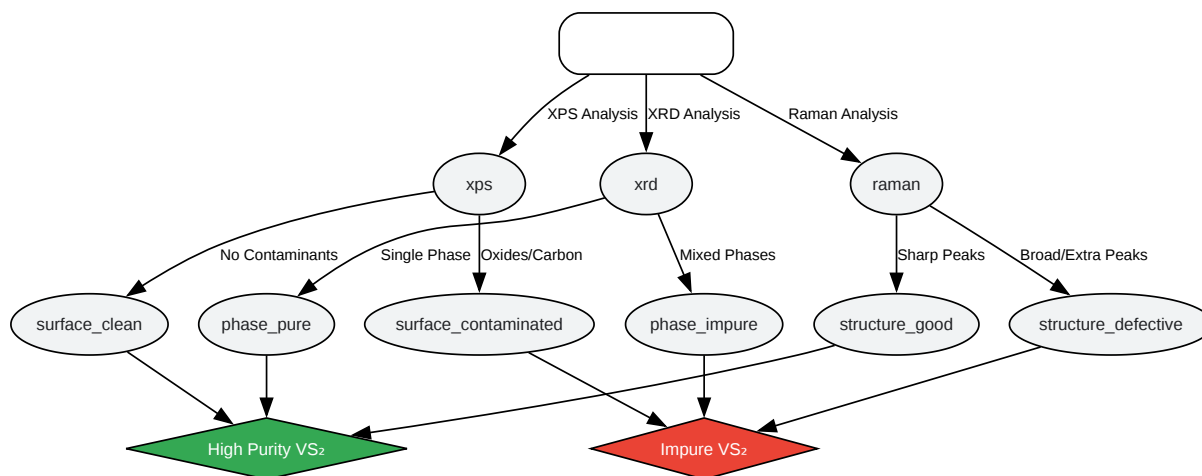 XPS Analysis
XRD Analysis
Raman Analysis
xps
xrd
raman
No Contaminants
Single Phase
Oxides/Carbon
Mixed Phases
Sharp Peaks
Broad/Extra Peaks
surface_clean
phase_pure
surface_contaminated
phase_impure
structure_good
structure_defective
High Purity VS₂
Impure VS₂